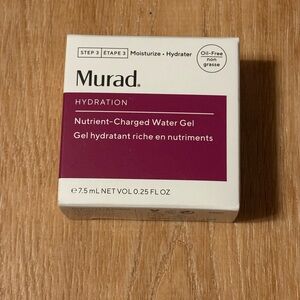 STEP 3 | ÉTAPE 3 Moisturize • Hydrater
Oil-Free
non
grasse
Murad.
HYDRATION
Nutrient-Charged Water Gel
Gel hydratant riche en nutriments
℮ 7.5 mL NET VOL 0.25 FL OZ